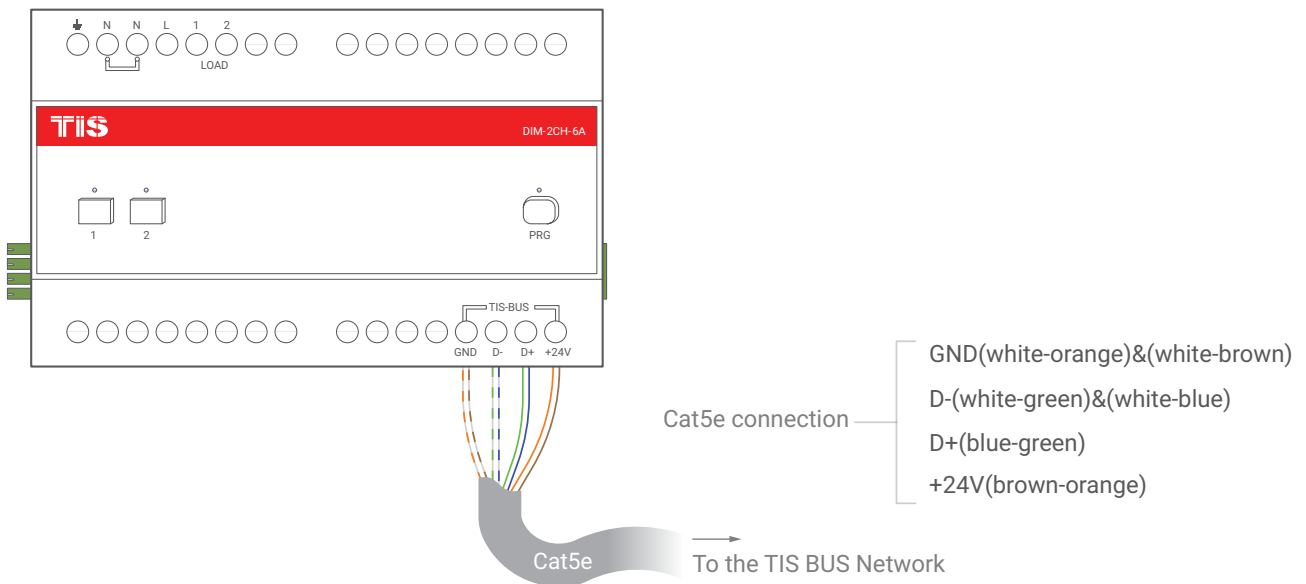 N N L 1 2
LOAD
TIS
DIM-2CH-6A
1 2
PRG
TIS-BUS
GND D- D+ +24V
GND(white-orange)&(white-brown)
D-(white-green)&(white-blue)
Cat5e connection
D+(blue-green)
+24V(brown-orange)
Cat5e
To the TIS BUS Network